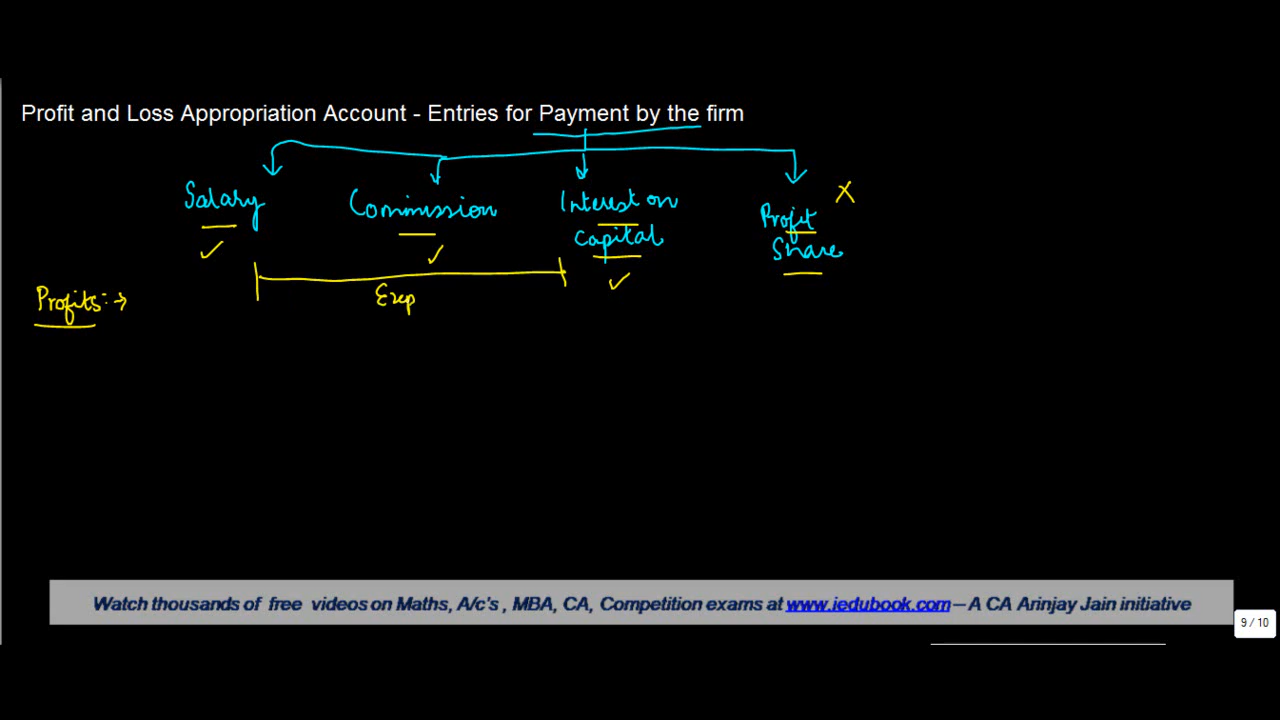 Profit and Loss Appropriation Account - Entries for Payment by the firm
Salary
Commission
Interest on
Capital
Profit
Share
X
Exp
Profits:→
Watch thousands of free videos on Maths, A/c's , MBA, CA, Competition exams at www.iedubook.com – A CA Arinjay Jain initiative
9 / 10